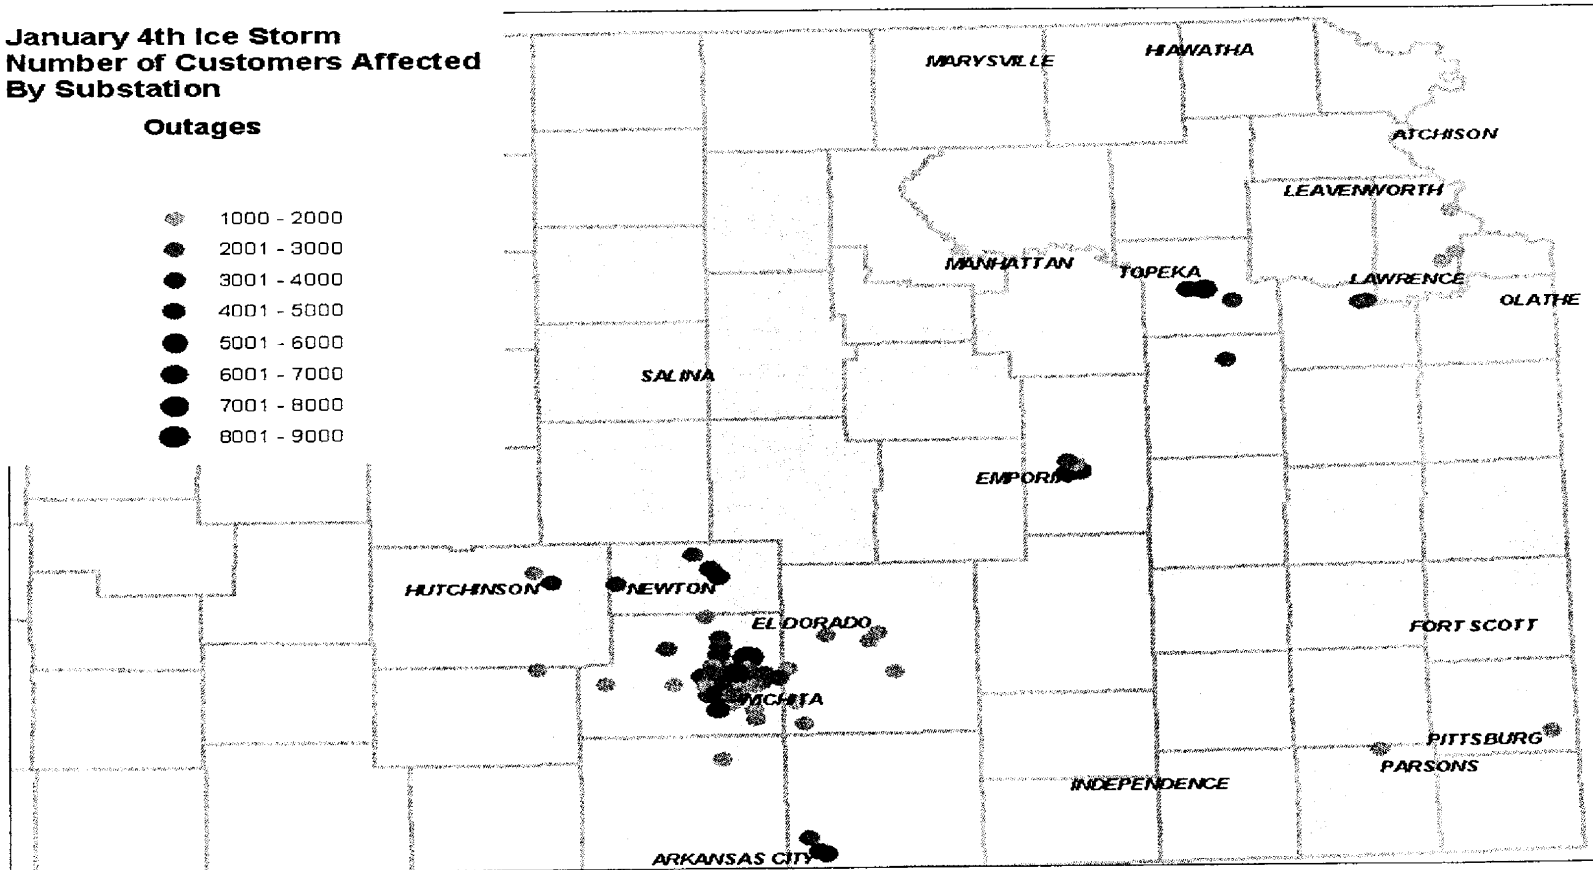 January 4th Ice Storm
Number of Customers Affected
By Substation
Outages
1000 - 2000
2001 - 3000
3001 - 4000
4001 - 5000
5001 - 6000
6001 - 7000
7001 - 8000
8001 - 9000
MARYSVILLE
HIAWATHA
ATCHISON
LEAVENWORTH
MANHATTAN
TOPEKA
LAWRENCE
OLATHE
SALINA
EMPORIA
HUTCHINSON
NEWTON
EL DORADO
FORT SCOTT
WICHITA
PITTSBURG
PARSONS
INDEPENDENCE
ARKANSAS CITY